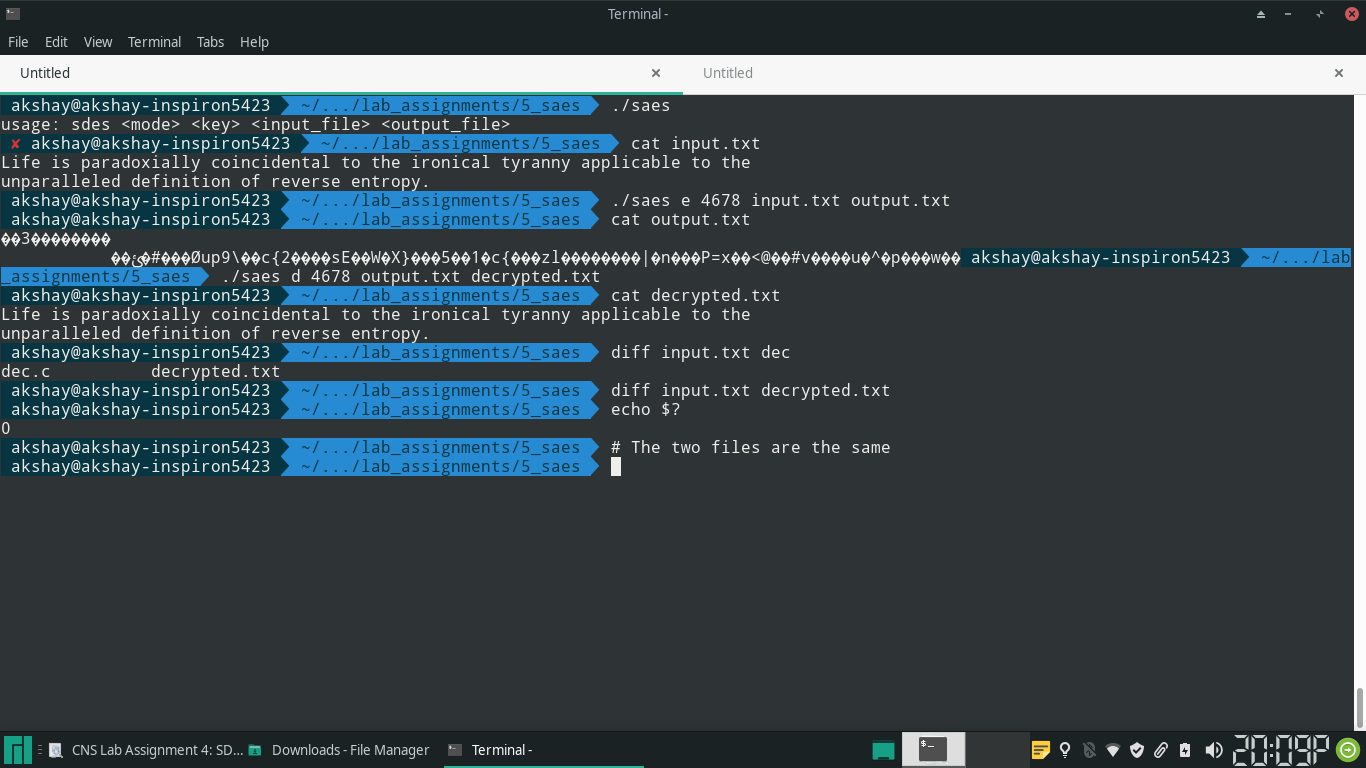 Terminal -
File Edit View Terminal Tabs Help
Untitled Untitled
akshay@akshay-inspiron5423 ~/.../lab_assignments/5_saes ./saes
usage: sdes <mode> <key> <input_file> <output_file>
✘ akshay@akshay-inspiron5423 ~/.../lab_assignments/5_saes cat input.txt
Life is paradoxially coincidental to the ironical tyranny applicable to the
unparalleled definition of reverse entropy.
akshay@akshay-inspiron5423 ~/.../lab_assignments/5_saes ./saes e 4678 input.txt output.txt
akshay@akshay-inspiron5423 ~/.../lab_assignments/5_saes cat output.txt
��3��������
��ئ�#���Øup9\��c{2����sE��W�X}���5��1�c{���zl��������|�n���P=x��<@��#v����u�^�p���w�� akshay@akshay-inspiron5423 ~/.../lab
_assignments/5_saes ./saes d 4678 output.txt decrypted.txt
akshay@akshay-inspiron5423 ~/.../lab_assignments/5_saes cat decrypted.txt
Life is paradoxially coincidental to the ironical tyranny applicable to the
unparalleled definition of reverse entropy.
akshay@akshay-inspiron5423 ~/.../lab_assignments/5_saes diff input.txt dec
dec.c decrypted.txt
akshay@akshay-inspiron5423 ~/.../lab_assignments/5_saes diff input.txt decrypted.txt
akshay@akshay-inspiron5423 ~/.../lab_assignments/5_saes echo $?
0
akshay@akshay-inspiron5423 ~/.../lab_assignments/5_saes # The two files are the same
akshay@akshay-inspiron5423 ~/.../lab_assignments/5_saes
CNS Lab Assignment 4: SD... Downloads - File Manager Terminal - 20:09P